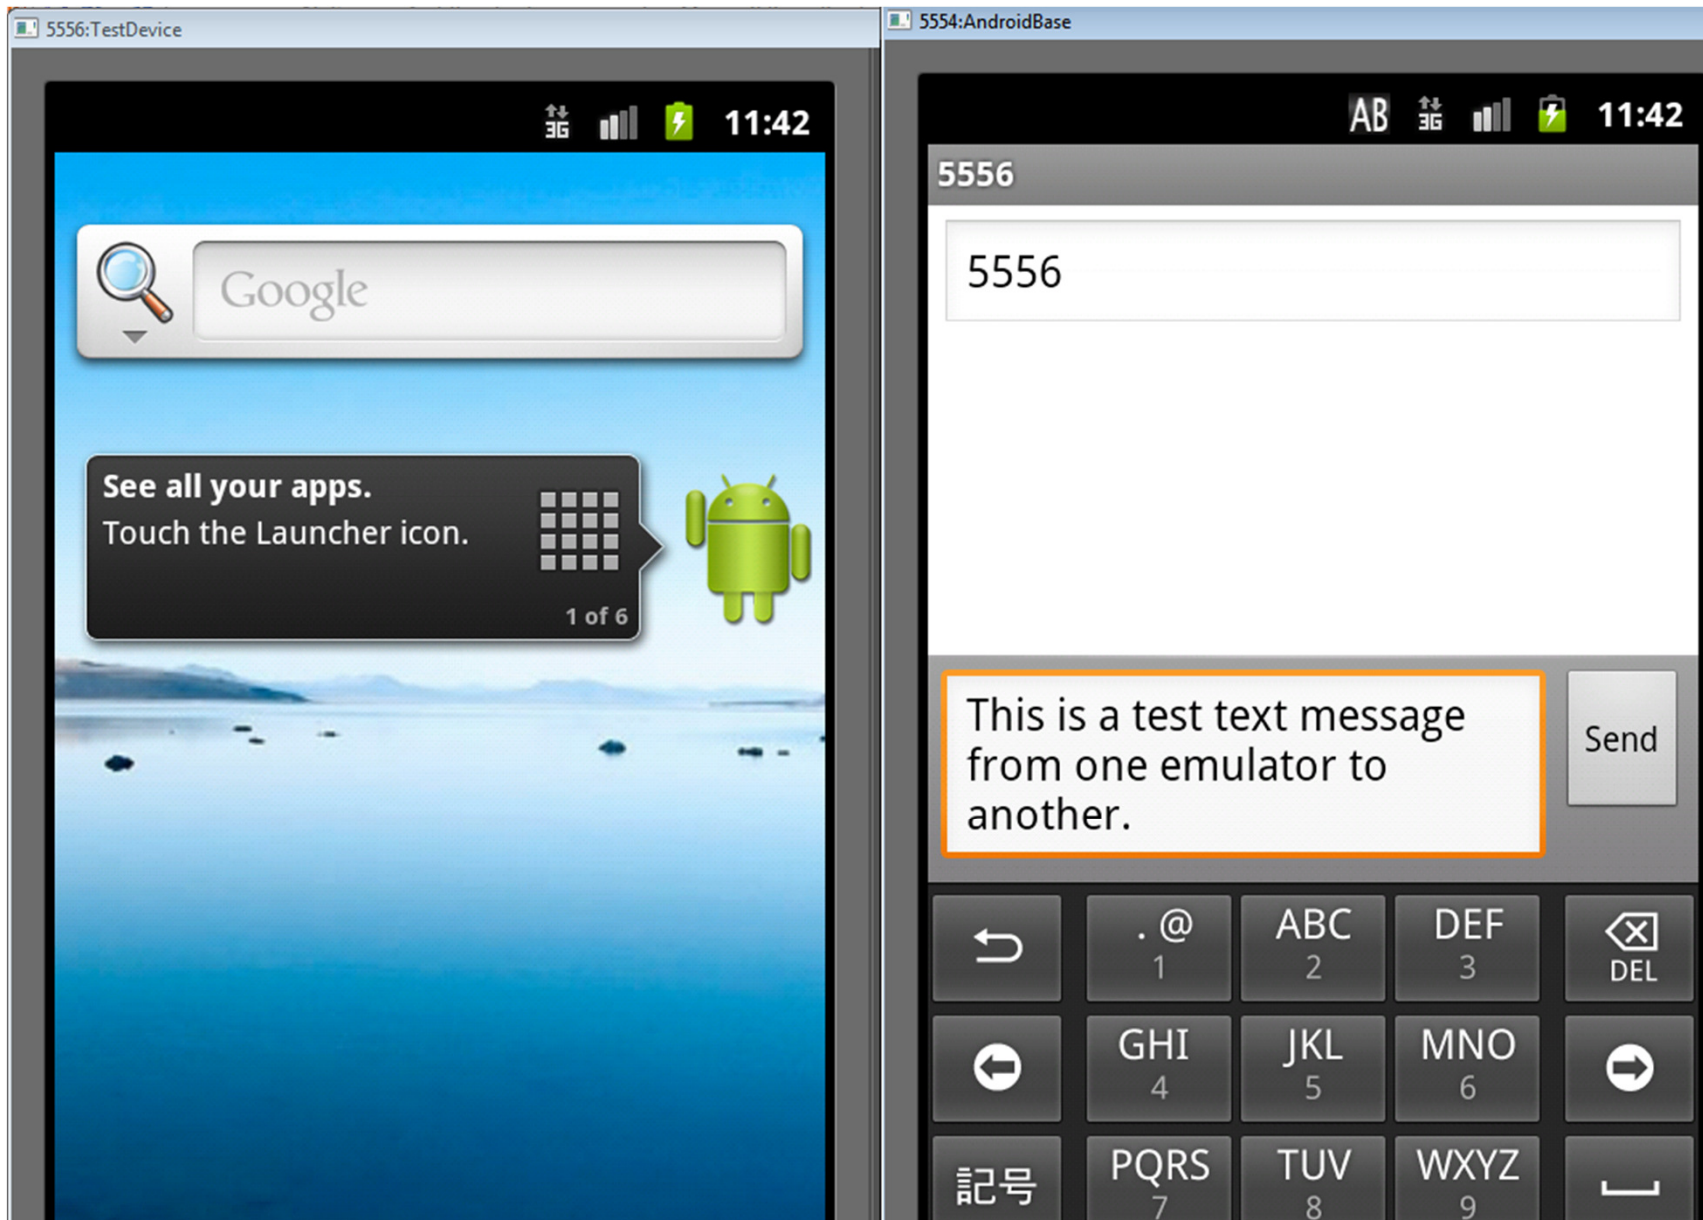 5556:TestDevice
3G
11:42
Google
See all your apps.
Touch the Launcher icon.
1 of 6
5554:AndroidBase
AB 3G 11:42
5556
5556
This is a test text message
from one emulator to
another.
Send
. @ ABC DEF
1 2 3 DEL
GHI JKL MNO
4 5 6
記号 PQRS TUV WXYZ
7 8 9